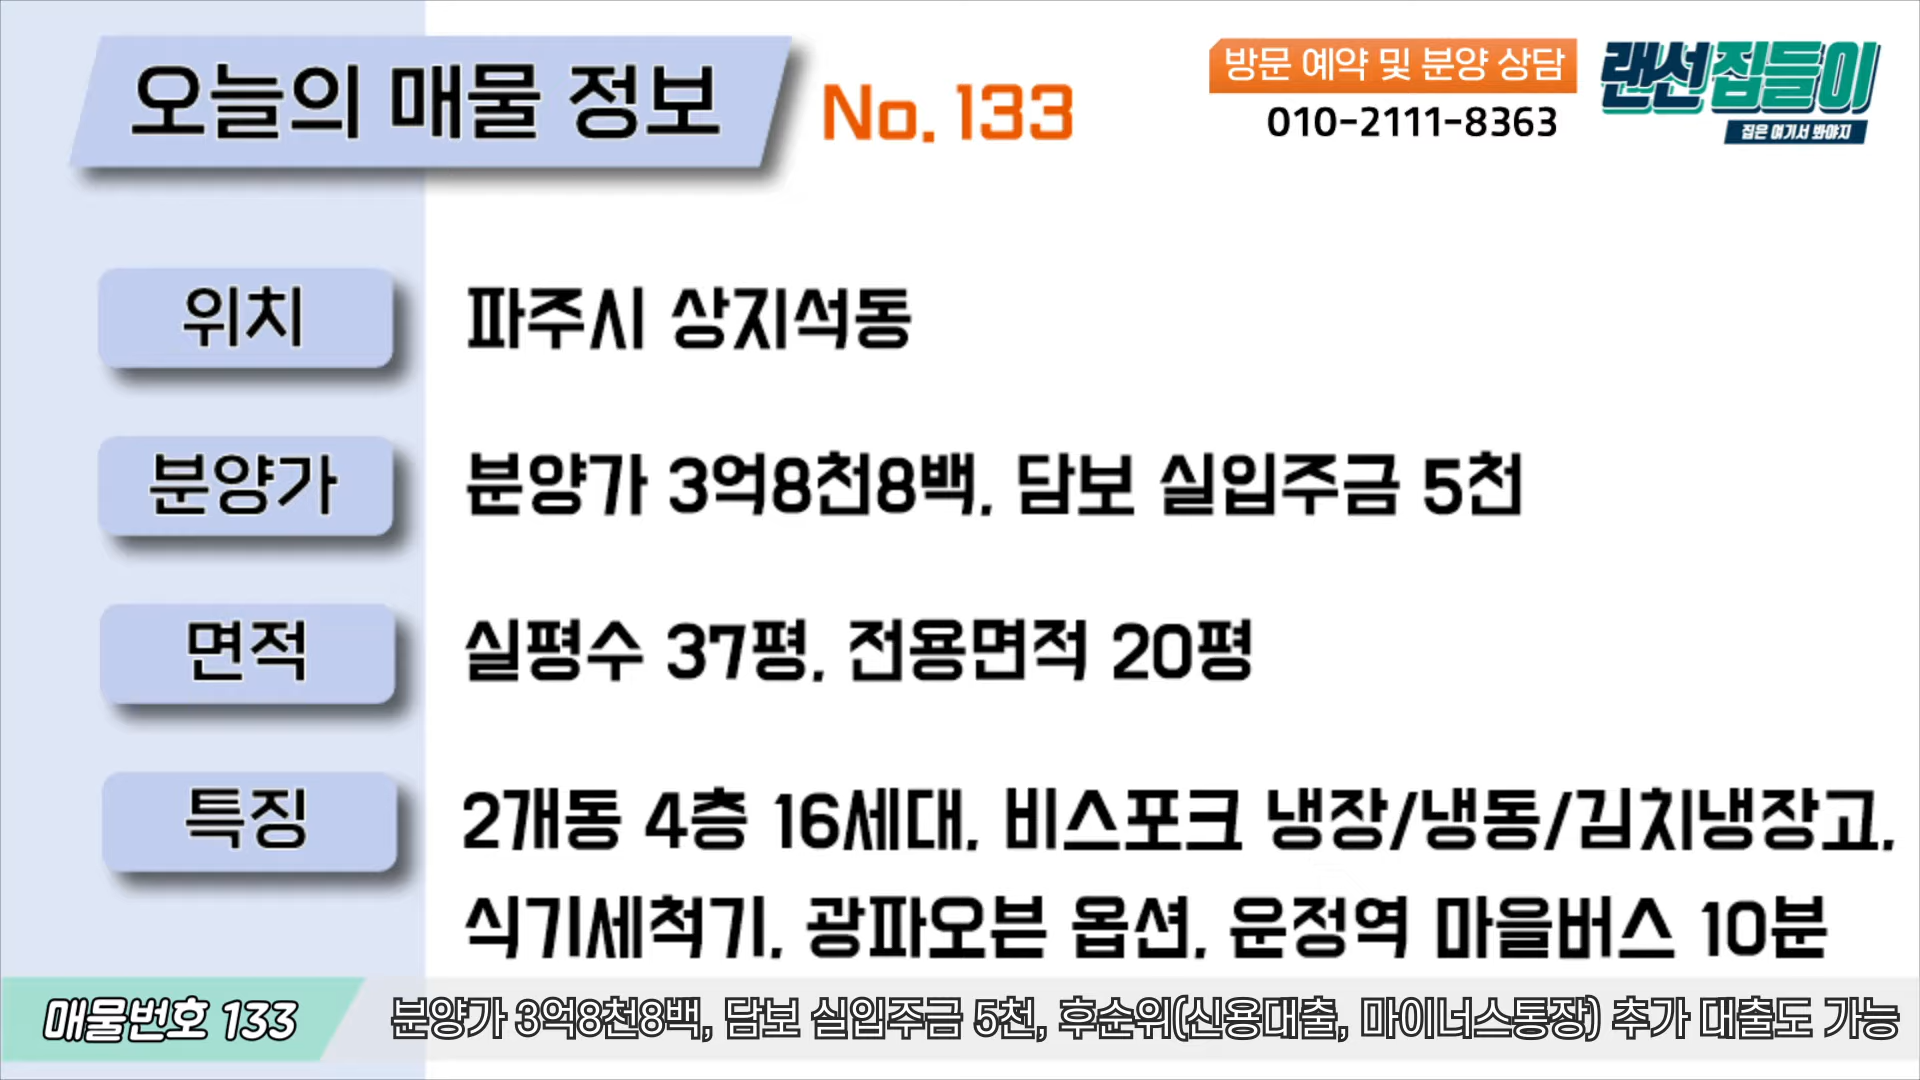 오늘의 매물 정보
No. 133
방문 예약 및 분양 상담
010-2111-8363
랜선집들이
집은 여기서 봐야지
위치
파주시 상지석동
분양가
분양가 3억8천8백, 담보 실입주금 5천
면적
실평수 37평, 전용면적 20평
특징
2개동 4층 16세대, 비스포크 냉장/냉동/김치냉장고,
식기세척기, 광파오븐 옵션, 운정역 마을버스 10분
매물번호 133
분양가 3억8천8백, 담보 실입주금 5천, 후순위(신용대출, 마이너스통장) 추가 대출도 가능